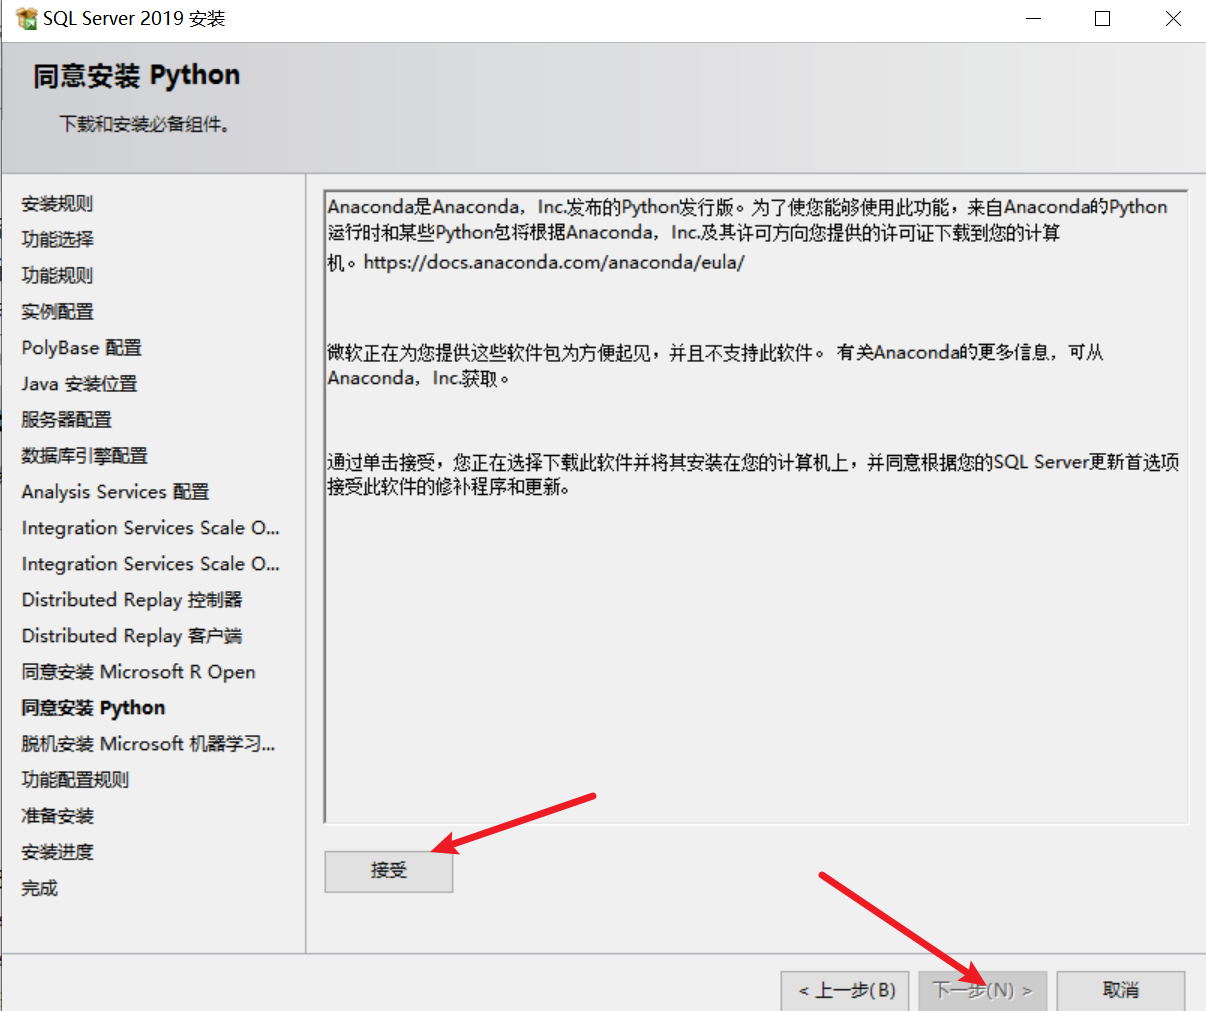 SQL Server 2019 安装
同意安装 Python
下载和安装必备组件。
安装规则
功能选择
功能规则
实例配置
PolyBase 配置
Java 安装位置
服务器配置
数据库引擎配置
Analysis Services 配置
Integration Services Scale O...
Integration Services Scale O...
Distributed Replay 控制器
Distributed Replay 客户端
同意安装 Microsoft R Open
同意安装 Python
脱机安装 Microsoft 机器学习...
功能配置规则
准备安装
安装进度
完成
Anaconda是Anaconda，Inc.发布的Python发行版。为了使您能够使用此功能，来自Anaconda的Python
运行时和某些Python包将根据Anaconda，Inc.及其许可方向您提供的许可证下载到您的计算
机。https://docs.anaconda.com/anaconda/eula/
微软正在为您提供这些软件包为方便起见，并且不支持此软件。 有关Anaconda的更多信息，可从
Anaconda，Inc.获取。
通过单击接受，您正在选择下载此软件并将其安装在您的计算机上，并同意根据您的SQL Server更新首选项
接受此软件的修补程序和更新。
接受
< 上一步(B)
下一步(N) >
取消